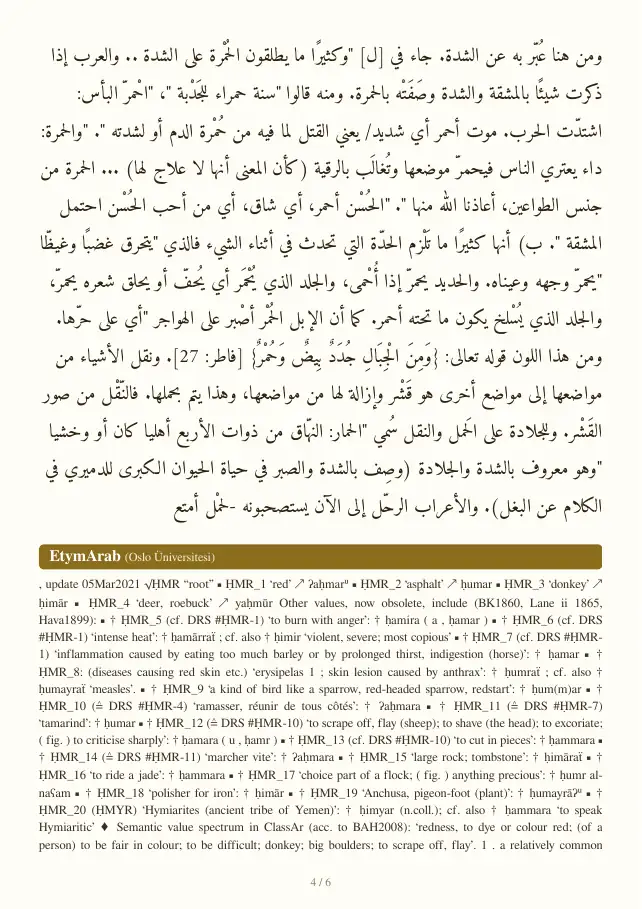 ومن هنا عُبّر به عن الشدة. جاء في [ل] "وكثيرًا ما يطلقون الحُمْرة على الشدة .. والعرب إذا
ذكرت شيئًا بالمشقة والشدة وصَفَتْه بالحمرة. ومنه قالوا "سنة حمراء للجَدْبة "، "احْمرّ البأس:
اشتدّت الحرب. موت أحمر أي شديد/ يعني القتل لما فيه من حُمْرة الدم أو لشدته ". "والحمرة:
داء يعتري الناس فيحمرّ موضعها وتُغالَب بالرقية (كأن المعنى أنها لا علاج لها) ... الحمرة من
جنس الطواعين، أعاذنا الله منها ". "الحُسْن أحمر، أي شاق، أي من أحب الحُسْن احتمل
المشقة ". ب) أنها كثيرًا ما تَلْزم الحدّة التي تحدث في أثناء الشيء فالذي "يتحرق غضبًا وغيظًا
"يحمرّ وجهه وعيناه. والحديد يحمرّ إذا أُحْمى، والجلد الذي يُحْمَر أي يُحفّ أو يحلق شعره يحمرّ،
والجلد الذي يُسْلخ يكون ما تحته أحمر. كما أن الإبل الحُمْر أصْبر على الهواجر "أي على حرّها.
ومن هذا اللون قوله تعالى: {وَمِنَ الْجِبَالِ جُدَدٌ بِيضٌ وَحُمْرٌ} [فاطر: 27]. ونقل الأشياء من
مواضعها إلى مواضع أخرى هو قَشْر وإزالة لها من مواضعها، وهذا يتم بحملها. فالنّقْل من صور
القَشْر. وللجلادة على الحمل والنقل سُمي "الحمار: النهّاق من ذوات الأربع أهليا كان أو وحشيا
"وهو معروف بالشدة والجلادة (وصِف بالشدة والصبر في حياة الحيوان الكبرى للدميري في
الكلام عن البغل). والأعراب الرحّل إلى الآن يستصحبونه -لحمْل أمتع
EtymArab (Oslo Üniversitesi)
, update 05Mar2021 √ḤMR “root” ▪ ḤMR_1 ‘red’ ↗ ʔaḥmarᵘ ▪ ḤMR_2 ‘asphalt’ ↗ ḥumar ▪ ḤMR_3 ‘donkey’ ↗
ḥimār ▪ ḤMR_4 ‘deer, roebuck’ ↗ yaḥmūr Other values, now obsolete, include (BK1860, Lane ii 1865,
Hava1899): ▪ † ḤMR_5 (cf. DRS #ḤMR-1) ‘to burn with anger’: † ḥamira ( a , ḥamar ) ▪ † ḤMR_6 (cf. DRS
#ḤMR-1) ‘intense heat’: † ḥamārraẗ ; cf. also † ḥimir ‘violent, severe; most copious’ ▪ † ḤMR_7 (cf. DRS #ḤMR-
1) ‘inflammation caused by eating too much barley or by prolonged thirst, indigestion (horse)’: † ḥamar ▪ †
ḤMR_8: (diseases causing red skin etc.) ‘erysipelas 1 ; skin lesion caused by anthrax’: † ḥumraẗ ; cf. also †
ḥumayraẗ ‘measles’. ▪ † ḤMR_9 ‘a kind of bird like a sparrow, red-headed sparrow, redstart’: † ḥum(m)ar ▪ †
ḤMR_10 (≙ DRS #ḤMR-4) ‘ramasser, réunir de tous côtés’: † ʔaḥmara ▪ † ḤMR_11 (≙ DRS #ḤMR-7)
‘tamarind’: † ḥumar ▪ † ḤMR_12 (≙ DRS #ḤMR-10) ‘to scrape off, flay (sheep); to shave (the head); to excoriate;
( fig. ) to criticise sharply’: † ḥamara ( u , ḥamr ) ▪ † ḤMR_13 (cf. DRS #ḤMR-10) ‘to cut in pieces’: † ḥammara ▪
† ḤMR_14 (≙ DRS #ḤMR-11) ‘marcher vite’: † ʔaḥmara ▪ † ḤMR_15 ‘large rock; tombstone’: † ḥimāraẗ ▪ †
ḤMR_16 ‘to ride a jade’: † ḥammara ▪ † ḤMR_17 ‘choice part of a flock; ( fig. ) anything precious’: † ḥumr al-
naʕam ▪ † ḤMR_18 ‘polisher for iron’: † ḥimār ▪ † ḤMR_19 ‘Anchusa, pigeon-foot (plant)’: † ḥumayrāʔᵘ ▪ †
ḤMR_20 (ḤMYR) ‘Hymiarites (ancient tribe of Yemen)’: † ḥimyar (n.coll.); cf. also † ḥammara ‘to speak
Hymiaritic’ ♦ Semantic value spectrum in ClassAr (acc. to BAH2008): ‘redness, to dye or colour red; (of a
person) to be fair in colour; to be difficult; donkey; big boulders; to scrape off, flay’. 1 . a relatively common
4 / 6